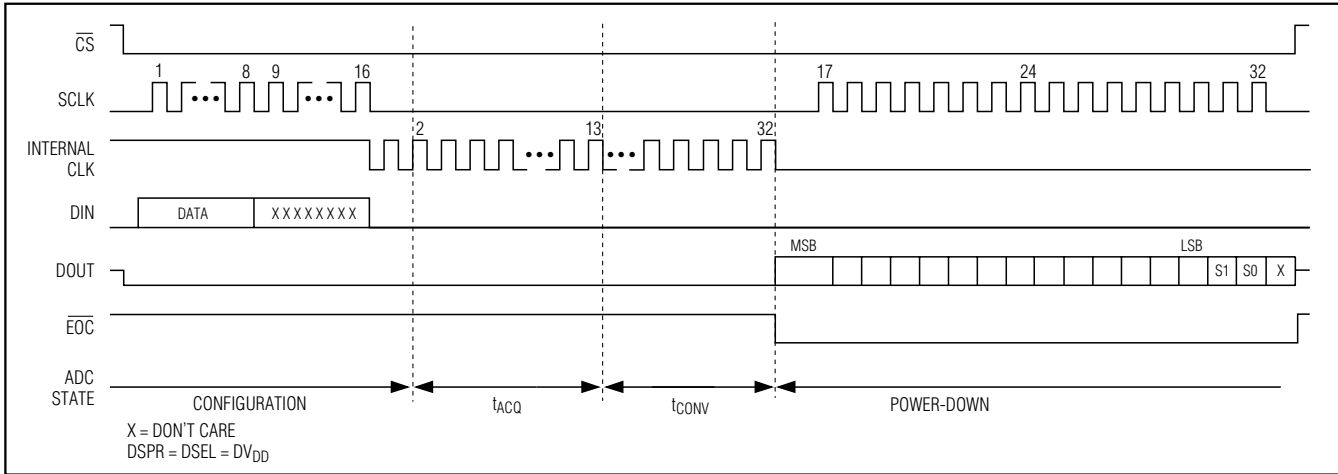 CS
1 8 9 16 17 24 32
SCLK
2 13 32
INTERNAL
CLK
DIN DATA X X X X X X X X
MSB LSB
DOUT S1 S0 X
EOC
ADC
STATE
CONFIGURATION tACQ tCONV POWER-DOWN
X = DON'T CARE
DSPR = DSEL = DVDD